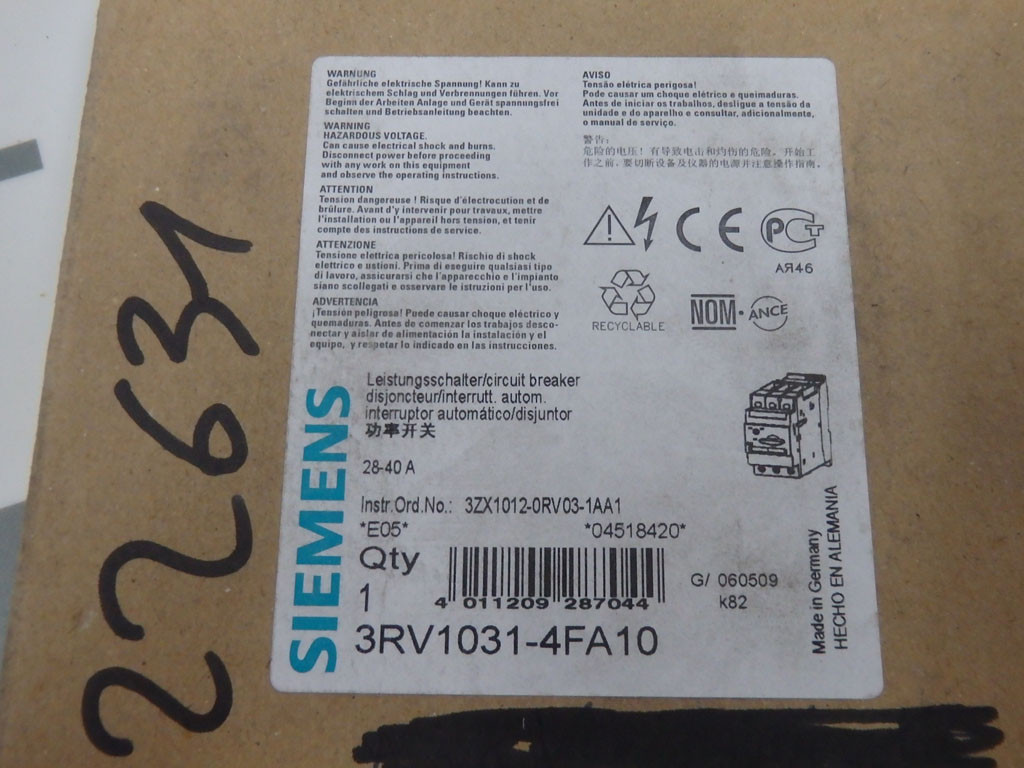 WARNUNG
Gefährliche elektrische Spannung! Kann zu
elektrischem Schlag und Verbrennungen führen. Vor
Beginn der Arbeiten Anlage und Gerät spannungsfrei
schalten und Betriebsanleitung beachten.
WARNING
HAZARDOUS VOLTAGE.
Can cause electrical shock and burns.
Disconnect power before proceeding
with any work on this equipment
and observe the operating instructions.
ATTENTION
Tension dangereuse ! Risque d'électrocution et de
brûlure. Avant d'y intervenir pour travaux, mettre
l'installation ou l'appareil hors tension, et tenir
compte des instructions de service.
ATTENZIONE
Tensione elettrica pericolosa! Rischio di shock
elettrico e ustioni. Prima di eseguire qualsiasi tipo
di lavoro, assicurarsi che l'apparecchio e l'impianto
siano scollegati e osservare le istruzioni per l'uso.
ADVERTENCIA
¡Tensión peligrosa! Puede causar choque eléctrico y
quemaduras. Antes de comenzar los trabajos desco-
nectar y aislar de alimentación la instalación y el
equipo, y respetar lo indicado en las instrucciones.
AVISO
Tensão elétrica perigosa!
Pode causar um choque elétrico e queimaduras.
Antes de iniciar os trabalhos, desligue a tensão da
unidade e do aparelho e consultar, adicionalmente,
o manual de serviço.
警告:
危险的电压! 有导致电击和灼伤的危险。开始工
作之前, 要切断设备及仪器的电源并注意操作指南。
CE
PCT
АЯ46
RECYCLABLE
NOM · ANCE
SIEMENS
Leistungsschalter/circuit breaker
disjoncteur/interrutt. autom.
interruptor automático/disjuntor
功率开关
28-40 A
Instr.Ord.No.: 3ZX1012-0RV03-1AA1
*E05* *04518420*
Qty
1
4 011209 287044
G/ 060509
k82
3RV1031-4FA10
Made in Germany
HECHO EN ALEMANIA
22631